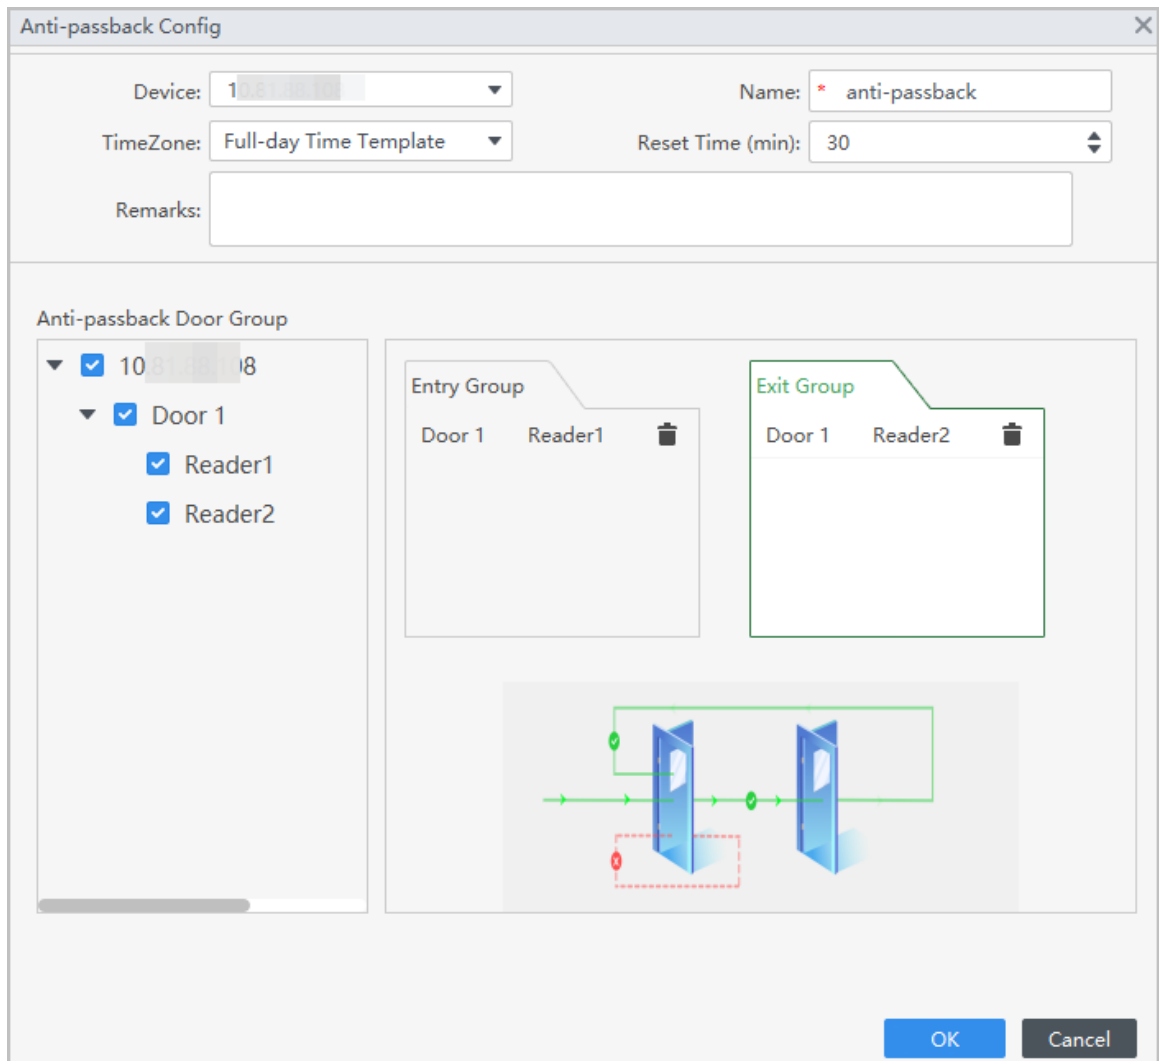 Anti-passback Config
Device:
Name: * anti-passback
TimeZone: Full-day Time Template
Reset Time (min): 30
Remarks:
Anti-passback Door Group
Door 1
Reader1
Reader2
Entry Group
Door 1 Reader1
Exit Group
Door 1 Reader2
OK
Cancel